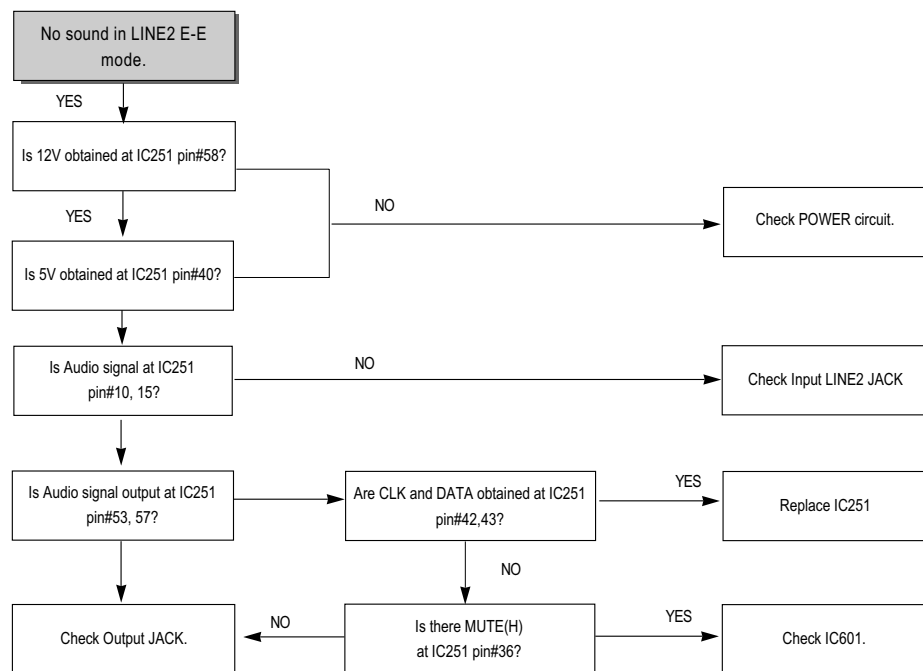 No sound in LINE2 E-E
mode.
YES
Is 12V obtained at IC251 pin#58?
NO
Check POWER circuit.
YES
Is 5V obtained at IC251 pin#40?
Is Audio signal at IC251
pin#10, 15?
NO
Check Input LINE2 JACK
Is Audio signal output at IC251
pin#53, 57?
Are CLK and DATA obtained at IC251
pin#42,43?
YES
Replace IC251
NO
Check Output JACK.
NO
Is there MUTE(H)
at IC251 pin#36?
YES
Check IC601.